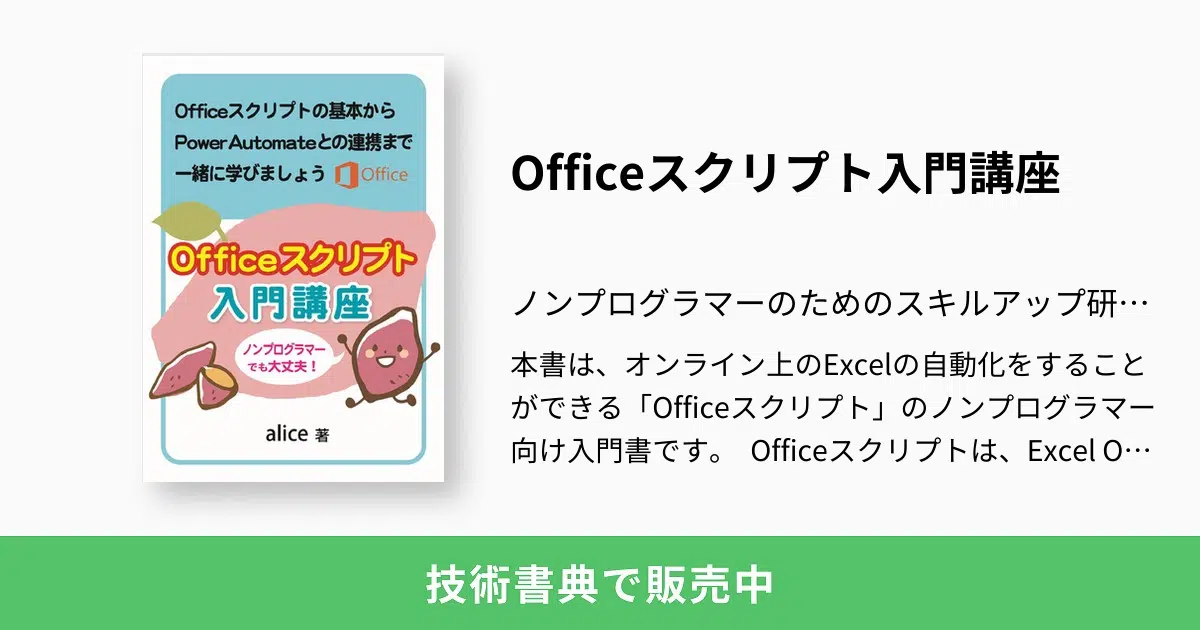 Officeスクリプトの基本から
Power Automateとの連携まで
一緒に学びましょう Office
Officeスクリプト
入門講座
ノンプログラマー
でも大丈夫！
alice 著
Officeスクリプト入門講座
ノンプログラマーのためのスキルアップ研…
本書は、オンライン上のExcelの自動化をすること
ができる「Officeスクリプト」のノンプログラマー
向け入門書です。 Officeスクリプトは、Excel O…
技術書典で販売中